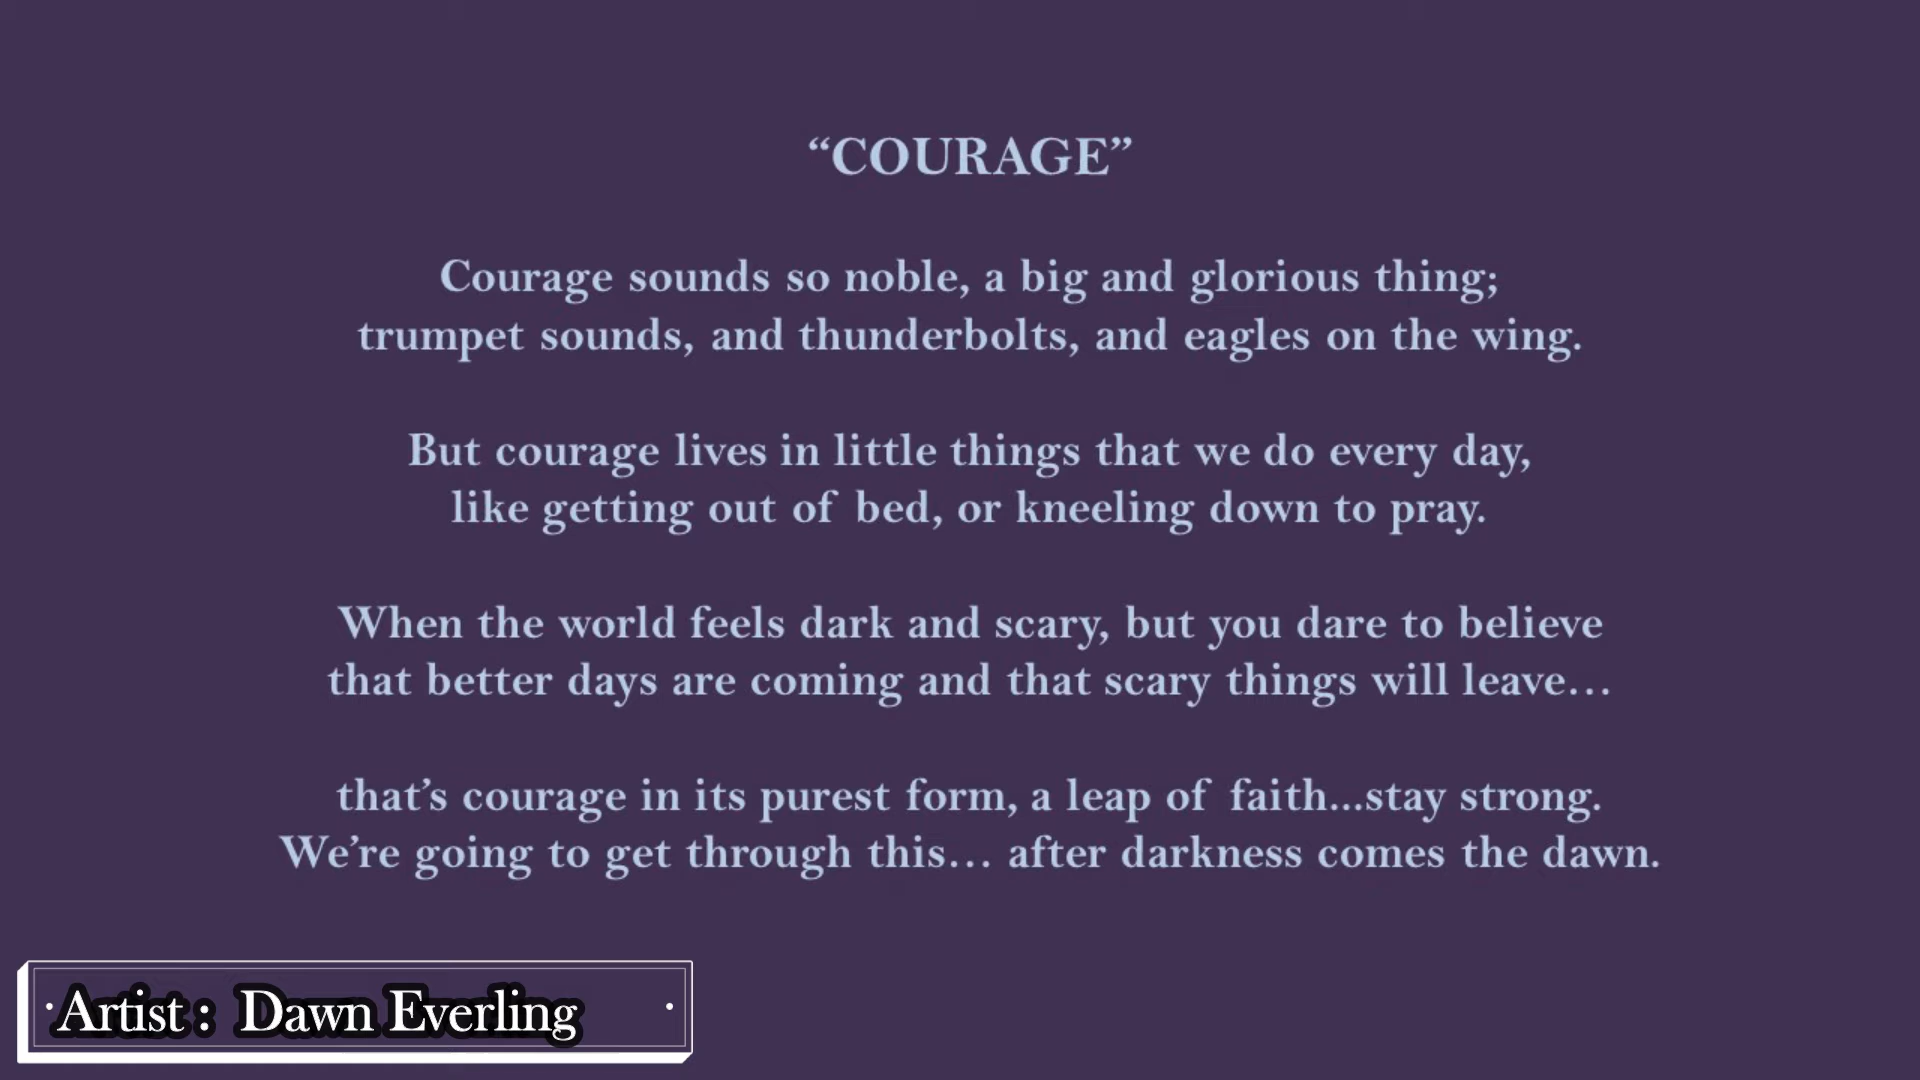 “COURAGE”
Courage sounds so noble, a big and glorious thing;
trumpet sounds, and thunderbolts, and eagles on the wing.
But courage lives in little things that we do every day,
like getting out of bed, or kneeling down to pray.
When the world feels dark and scary, but you dare to believe
that better days are coming and that scary things will leave…
that’s courage in its purest form, a leap of faith...stay strong.
We’re going to get through this… after darkness comes the dawn.
Artist : Dawn Everling